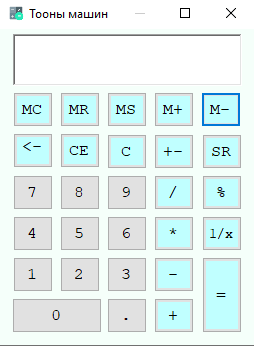 Тооны машин
MC MR MS M+ M-
<- CE C +- SR
7 8 9 / %
4 5 6 * 1/x
1 2 3 - =
0 . +